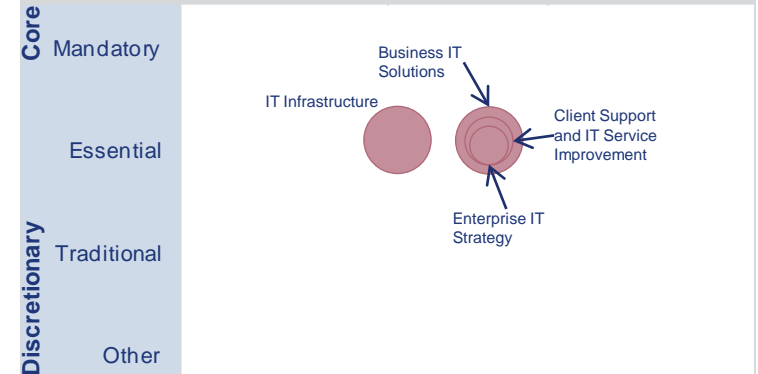 Core
Mandatory
Essential
Discretionary
Traditional
Other
IT Infrastructure
Business IT
Solutions
Client Support
and IT Service
Improvement
Enterprise IT
Strategy